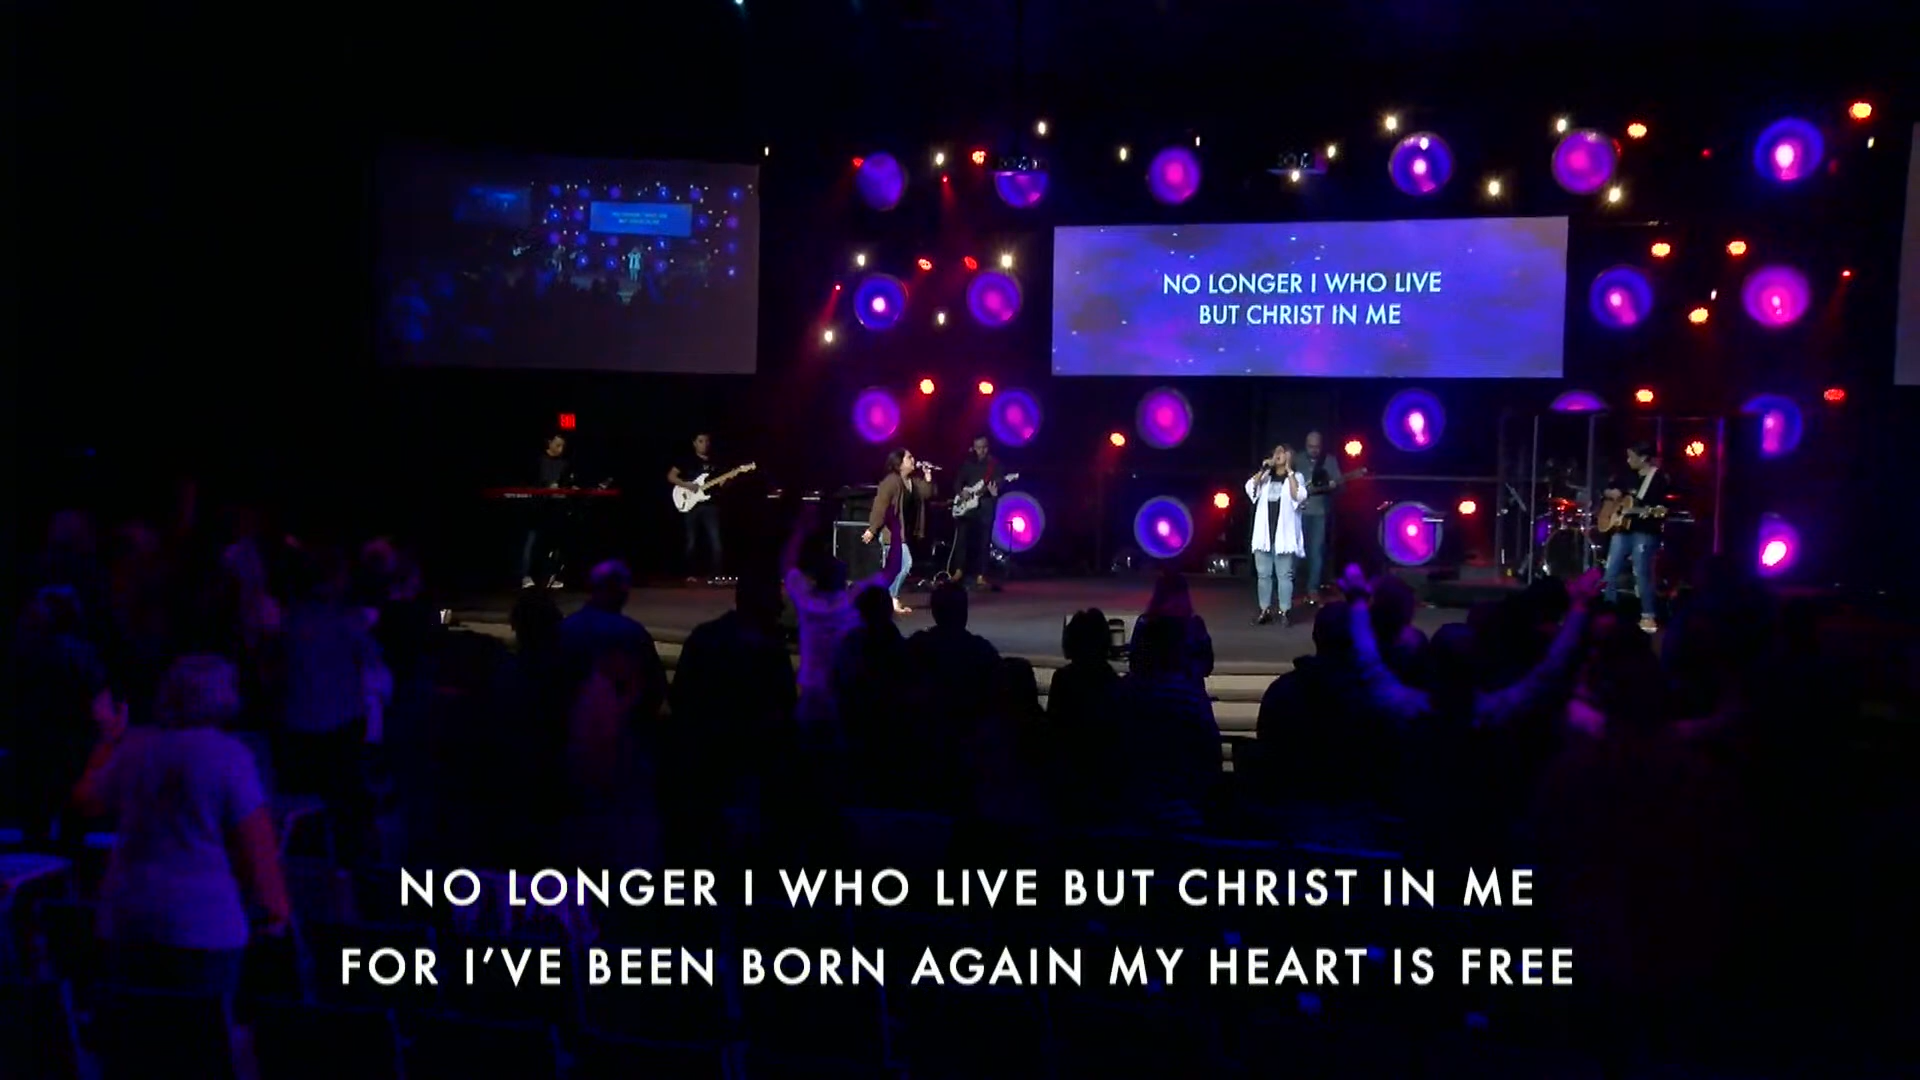 NO LONGER I WHO LIVE
BUT CHRIST IN ME
NO LONGER I WHO LIVE BUT CHRIST IN ME
FOR I'VE BEEN BORN AGAIN MY HEART IS FREE